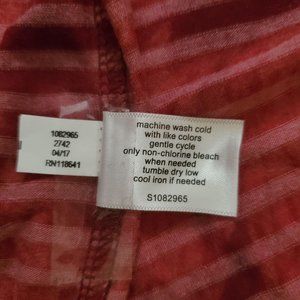 1082965
2742
04/17
RN118641
machine wash cold
with like colors
gentle cycle
only non-chlorine bleach
when needed
tumble dry low
cool iron if needed
S1082965